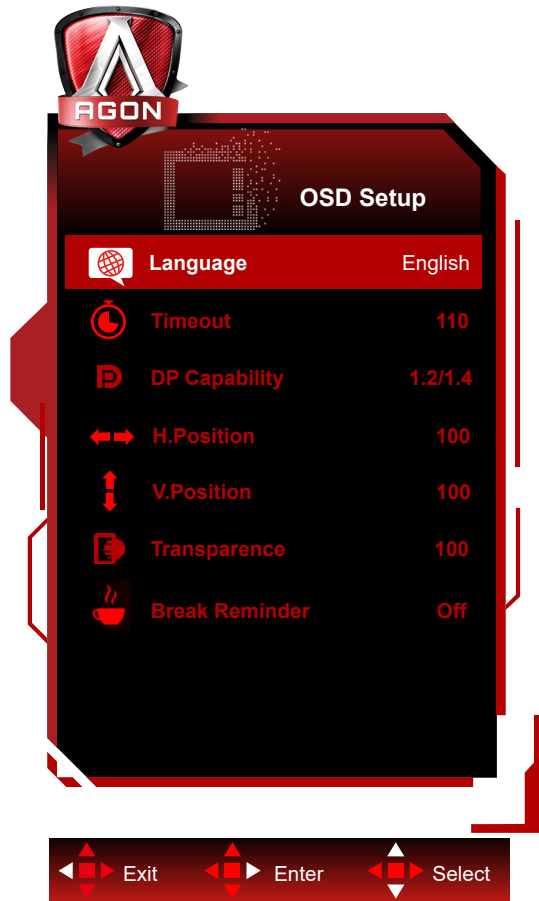 AGON
OSD Setup
Language English
Timeout 110
DP Capability 1.2/1.4
H.Position 100
V.Position 100
Transparence 100
Break Reminder Off
Exit Enter Select